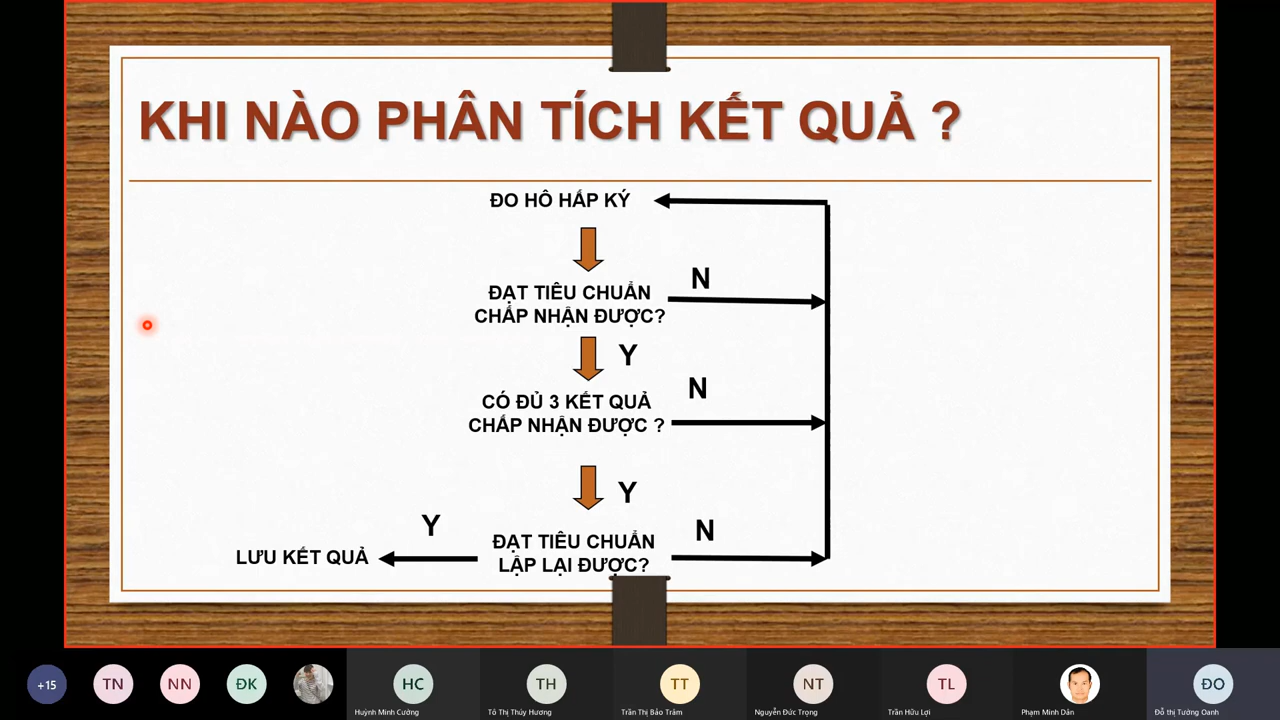 KHI NÀO PHÂN TÍCH KẾT QUẢ ?
ĐO HÔ HẤP KÝ
N
ĐẠT TIÊU CHUẨN
CHẤP NHẬN ĐƯỢC?
Y
N
CÓ ĐỦ 3 KẾT QUẢ
CHẤP NHẬN ĐƯỢC ?
Y
Y
N
ĐẠT TIÊU CHUẨN
LẬP LẠI ĐƯỢC?
LƯU KẾT QUẢ
+15
TN
NN
ĐK
HC
TH
TT
NT
TL
ĐO
Huỳnh Minh Cường
Tô Thị Thúy Hương
Trần Thị Bảo Trâm
Nguyễn Đức Trọng
Trần Hữu Lợi
Phạm Minh Dân
Đỗ thị Tường Oanh